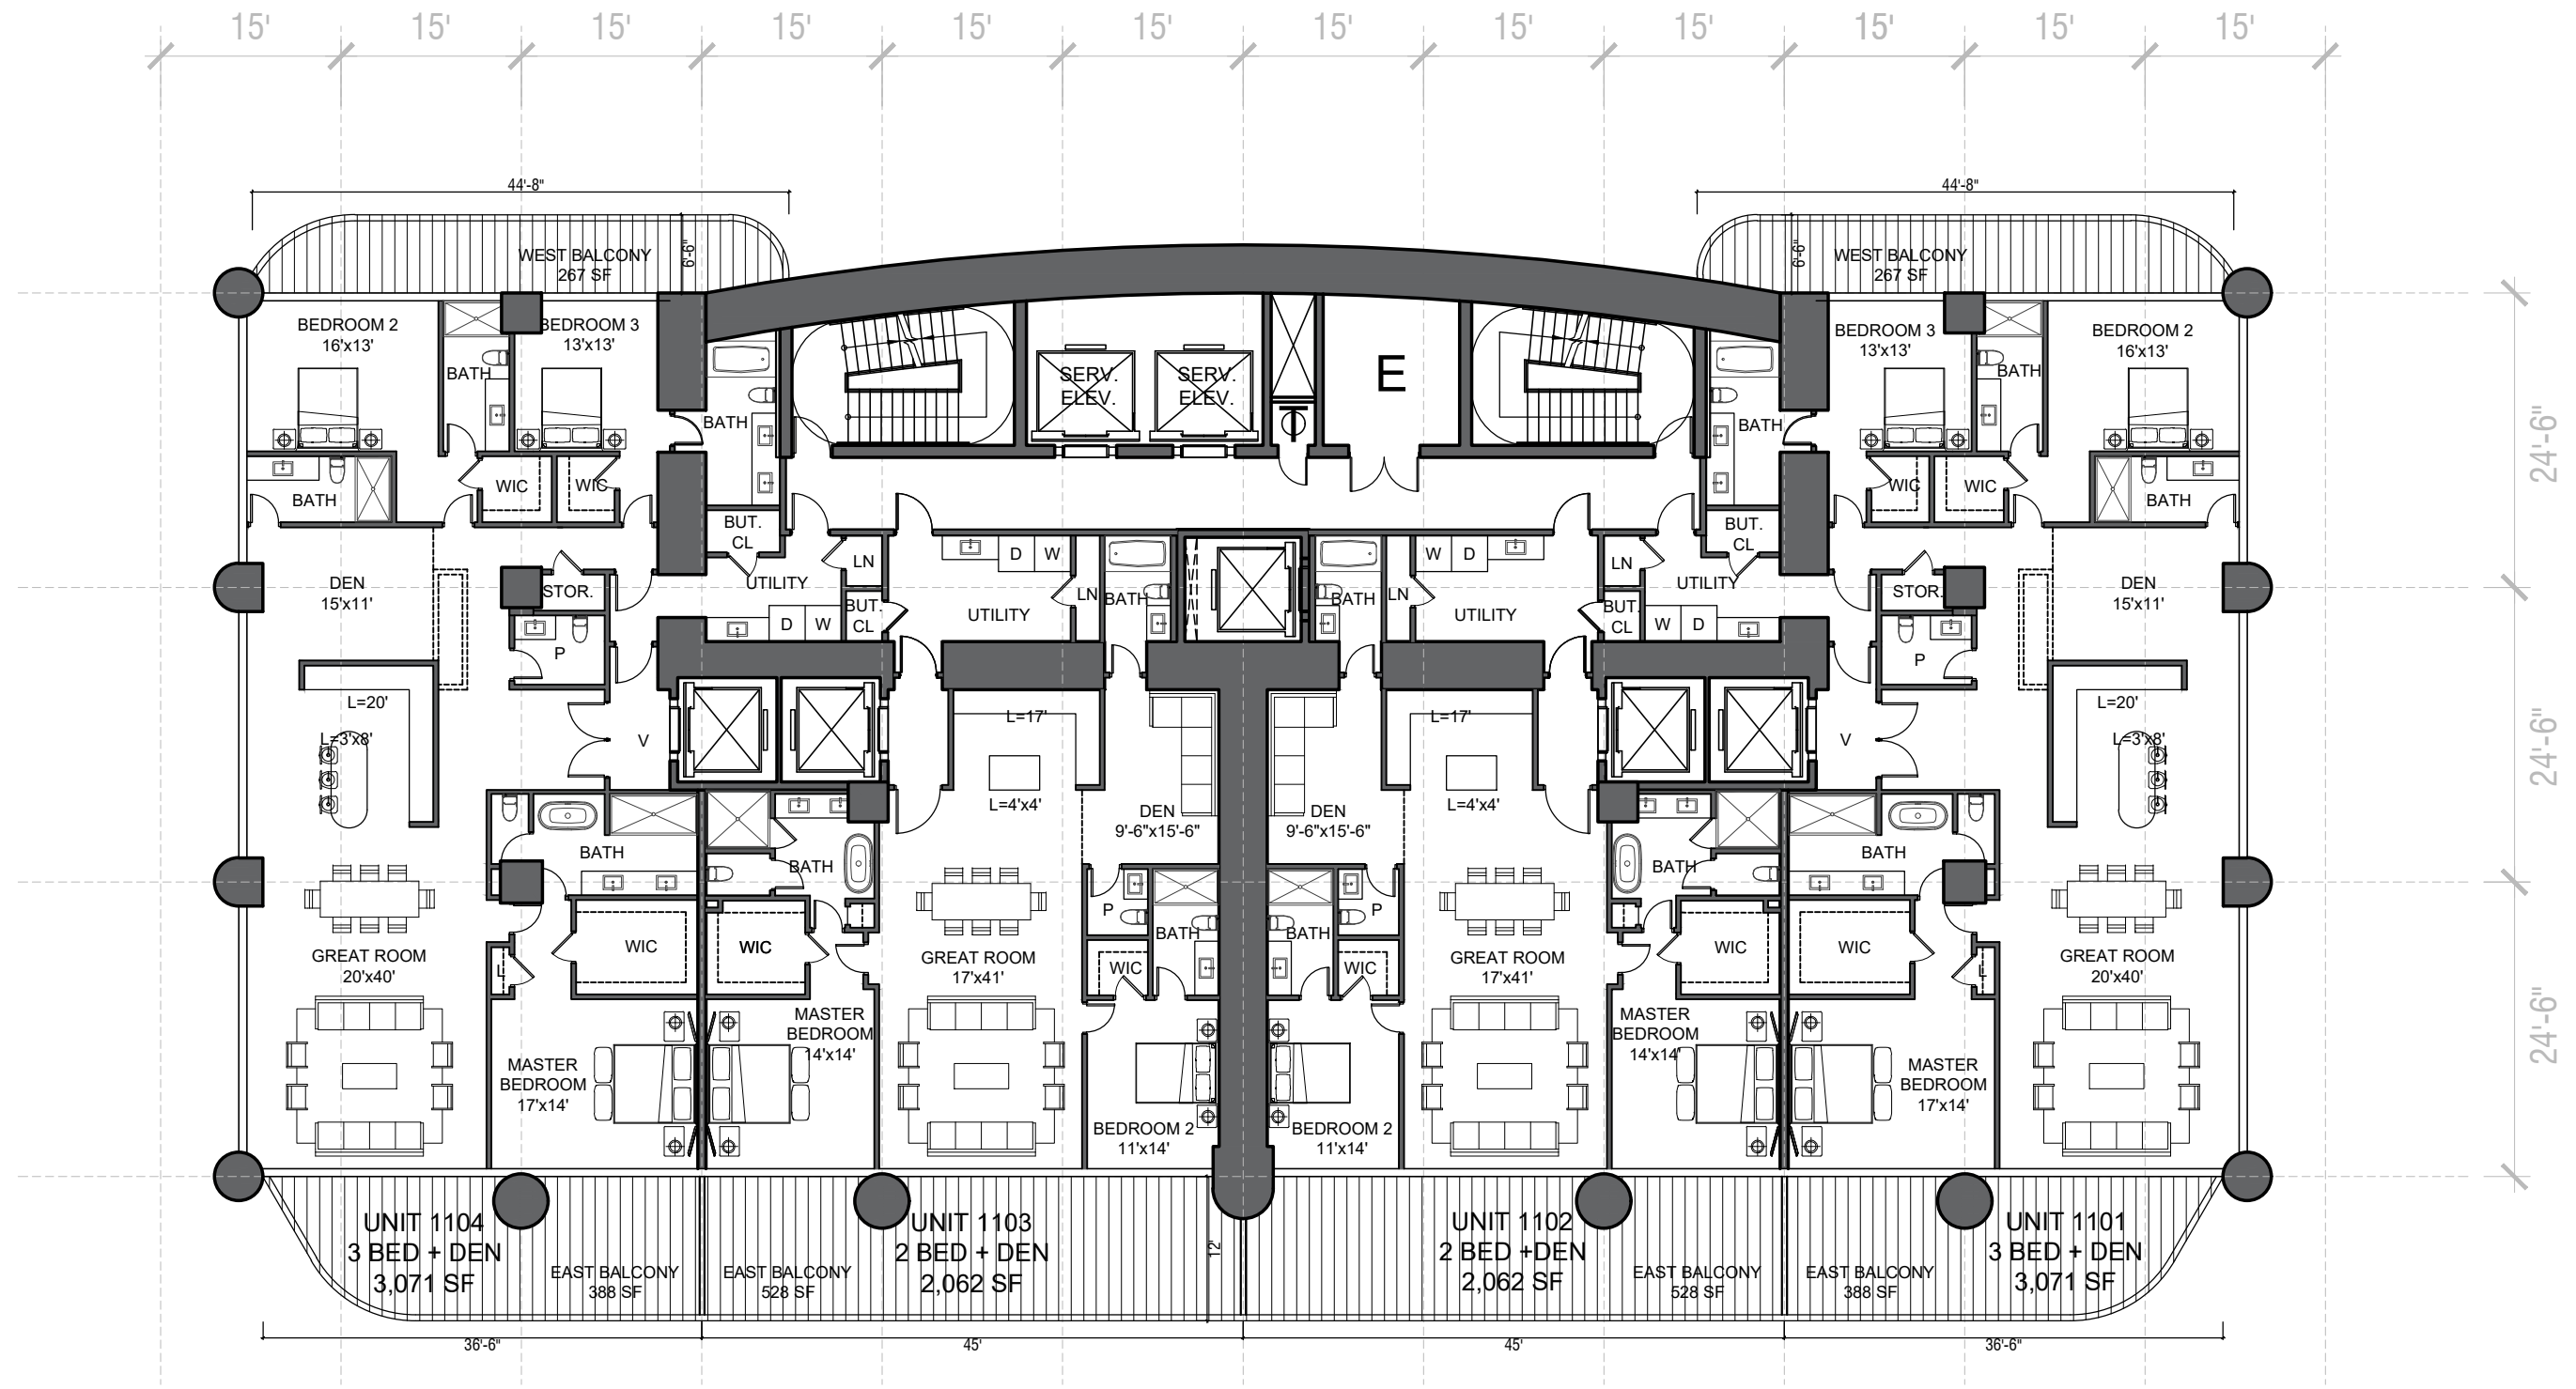 15' 15' 15' 15' 15' 15' 15' 15' 15' 15' 15' 15'
44'-8" 44'-8"
WEST BALCONY
267 SF
6'-6"
6'-6"
WEST BALCONY
267 SF
BEDROOM 2
16'x13'
BATH
BEDROOM 3
13'x13'
BATH
SERV.
ELEV.
SERV.
ELEV.
T
E
BATH
BEDROOM 3
13'x13'
BATH
BEDROOM 2
16'x13'
24'-6"
BATH
WIC
WIC
BUT.
CL
BUT.
CL
WIC
WIC
BATH
DEN
15'x11'
STOR.
P
UTILITY
D W
LN
BUT.
CL
D W
UTILITY
LN
BATH
BATH
LN
W D
UTILITY
LN
BUT.
CL
UTILITY
W D
STOR.
P
DEN
15'x11'
L=20'
L=3'x8'
V
L=17'
L=4'x4'
DEN
9'-6"x15'-6"
DEN
9'-6"x15'-6"
L=17'
L=4'x4'
V
L=20'
L=3'x8'
24'-6"
BATH
BATH
P
BATH
BATH
P
BATH
BATH
GREAT ROOM
20'x40'
L
WIC
WIC
GREAT ROOM
17'x41'
WIC
WIC
GREAT ROOM
17'x41'
WIC
WIC
L
GREAT ROOM
20'x40'
24'-6"
MASTER
BEDROOM
17'x14'
MASTER
BEDROOM
14'x14'
BEDROOM 2
11'x14'
BEDROOM 2
11'x14'
MASTER
BEDROOM
14'x14'
MASTER
BEDROOM
17'x14'
UNIT 1104
3 BED + DEN
3,071 SF
EAST BALCONY
388 SF
EAST BALCONY
528 SF
UNIT 1103
2 BED + DEN
2,062 SF
12'
UNIT 1102
2 BED +DEN
2,062 SF
EAST BALCONY
528 SF
EAST BALCONY
388 SF
UNIT 1101
3 BED + DEN
3,071 SF
36'-6" 45' 45' 36'-6"